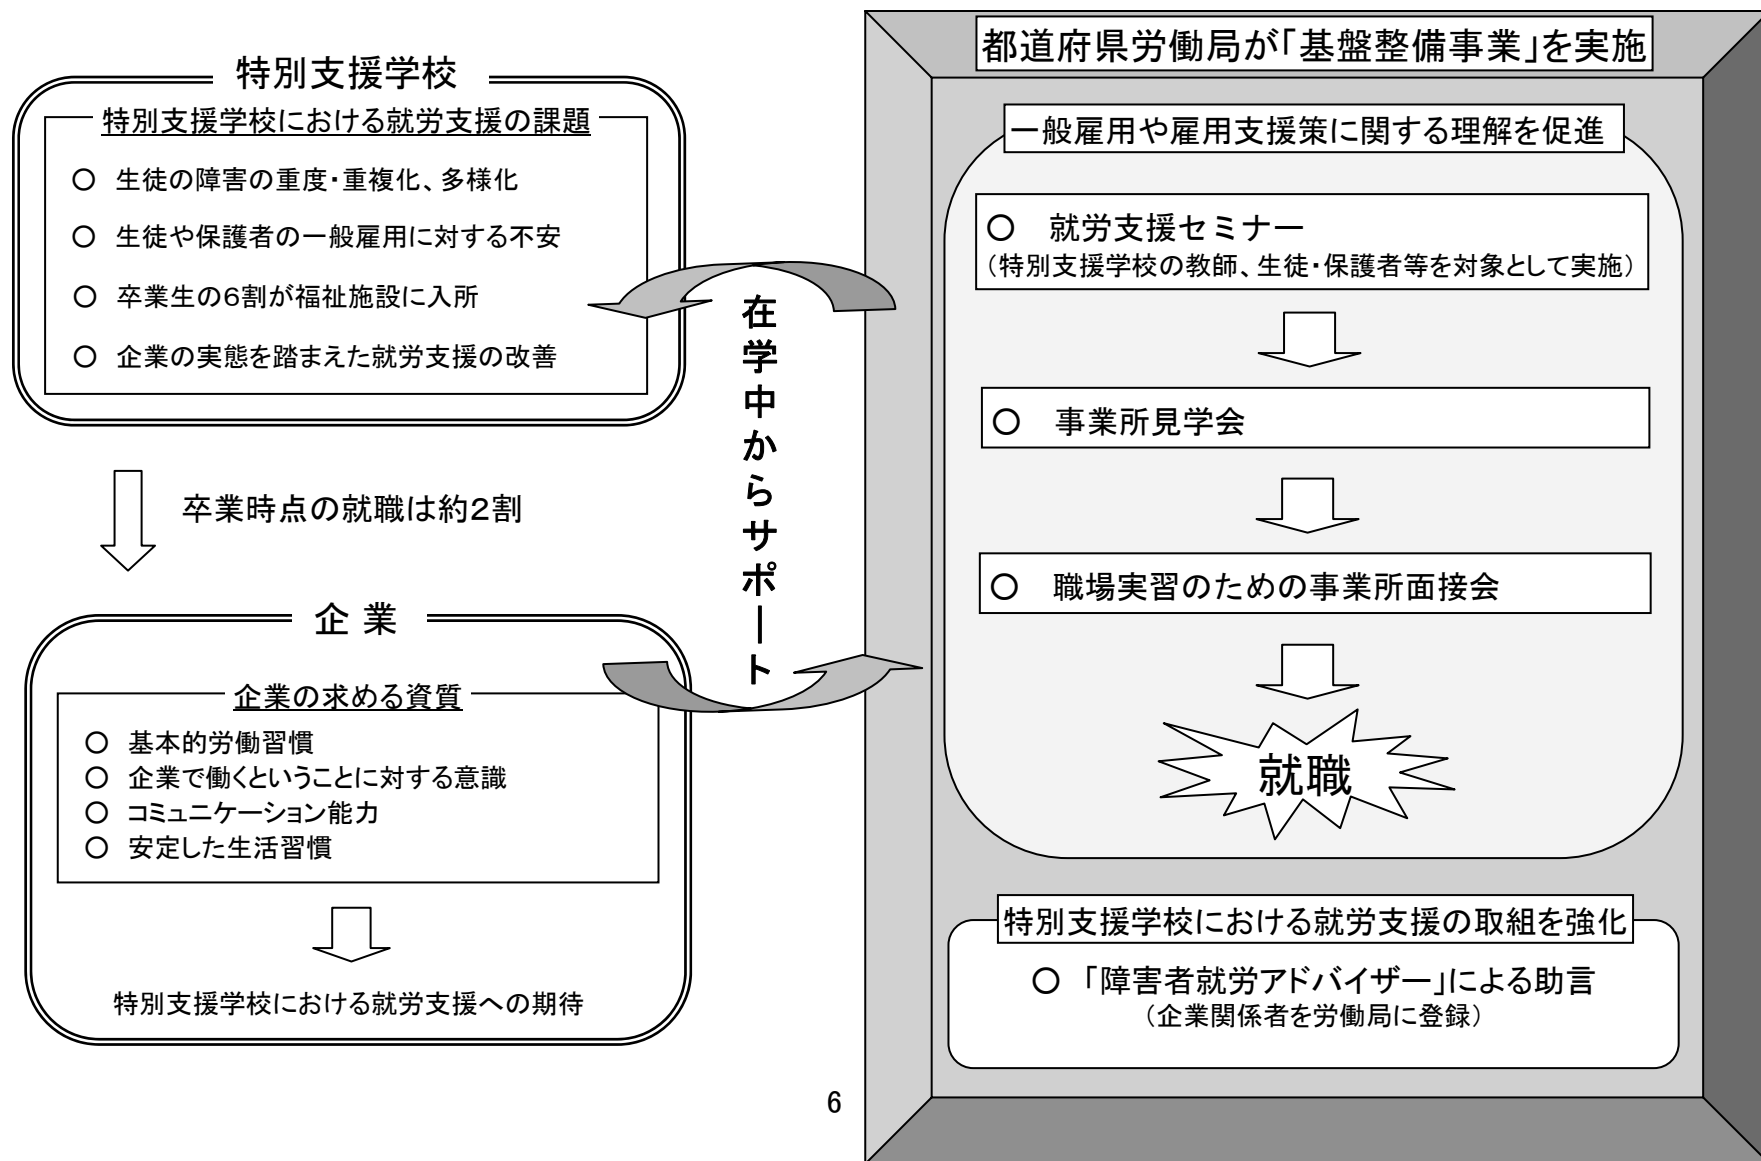 特別支援学校
特別支援学校における就労支援の課題
○ 生徒の障害の重度・重複化、多様化
○ 生徒や保護者の一般雇用に対する不安
○ 卒業生の6割が福祉施設に入所
○ 企業の実態を踏まえた就労支援の改善
卒業時点の就職は約2割
企 業
企業の求める資質
○ 基本的労働習慣
○ 企業で働くということに対する意識
○ コミュニケーション能力
○ 安定した生活習慣
特別支援学校における就労支援への期待
在学中からサポート
都道府県労働局が「基盤整備事業」を実施
一般雇用や雇用支援策に関する理解を促進
○ 就労支援セミナー
（特別支援学校の教師、生徒・保護者等を対象として実施）
○ 事業所見学会
○ 職場実習のための事業所面接会
就職
特別支援学校における就労支援の取組を強化
○ 「障害者就労アドバイザー」による助言
（企業関係者を労働局に登録）
6